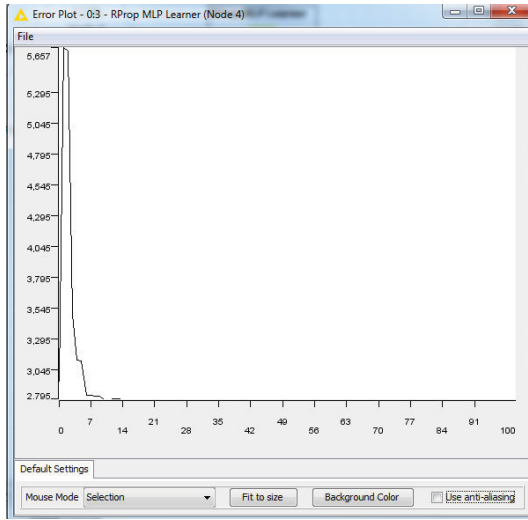 Error Plot - 0:3 - RProp MLP Learner (Node 4)
File
5,657
5,295
5,045
4,795
4,545
4,295
4,045
3,795
3,545
3,295
3,045
2,795
0 7 14 21 28 35 42 49 56 63 70 77 84 91 100
Default Settings
Mouse Mode Selection Fit to size Background Color Use anti-aliasing